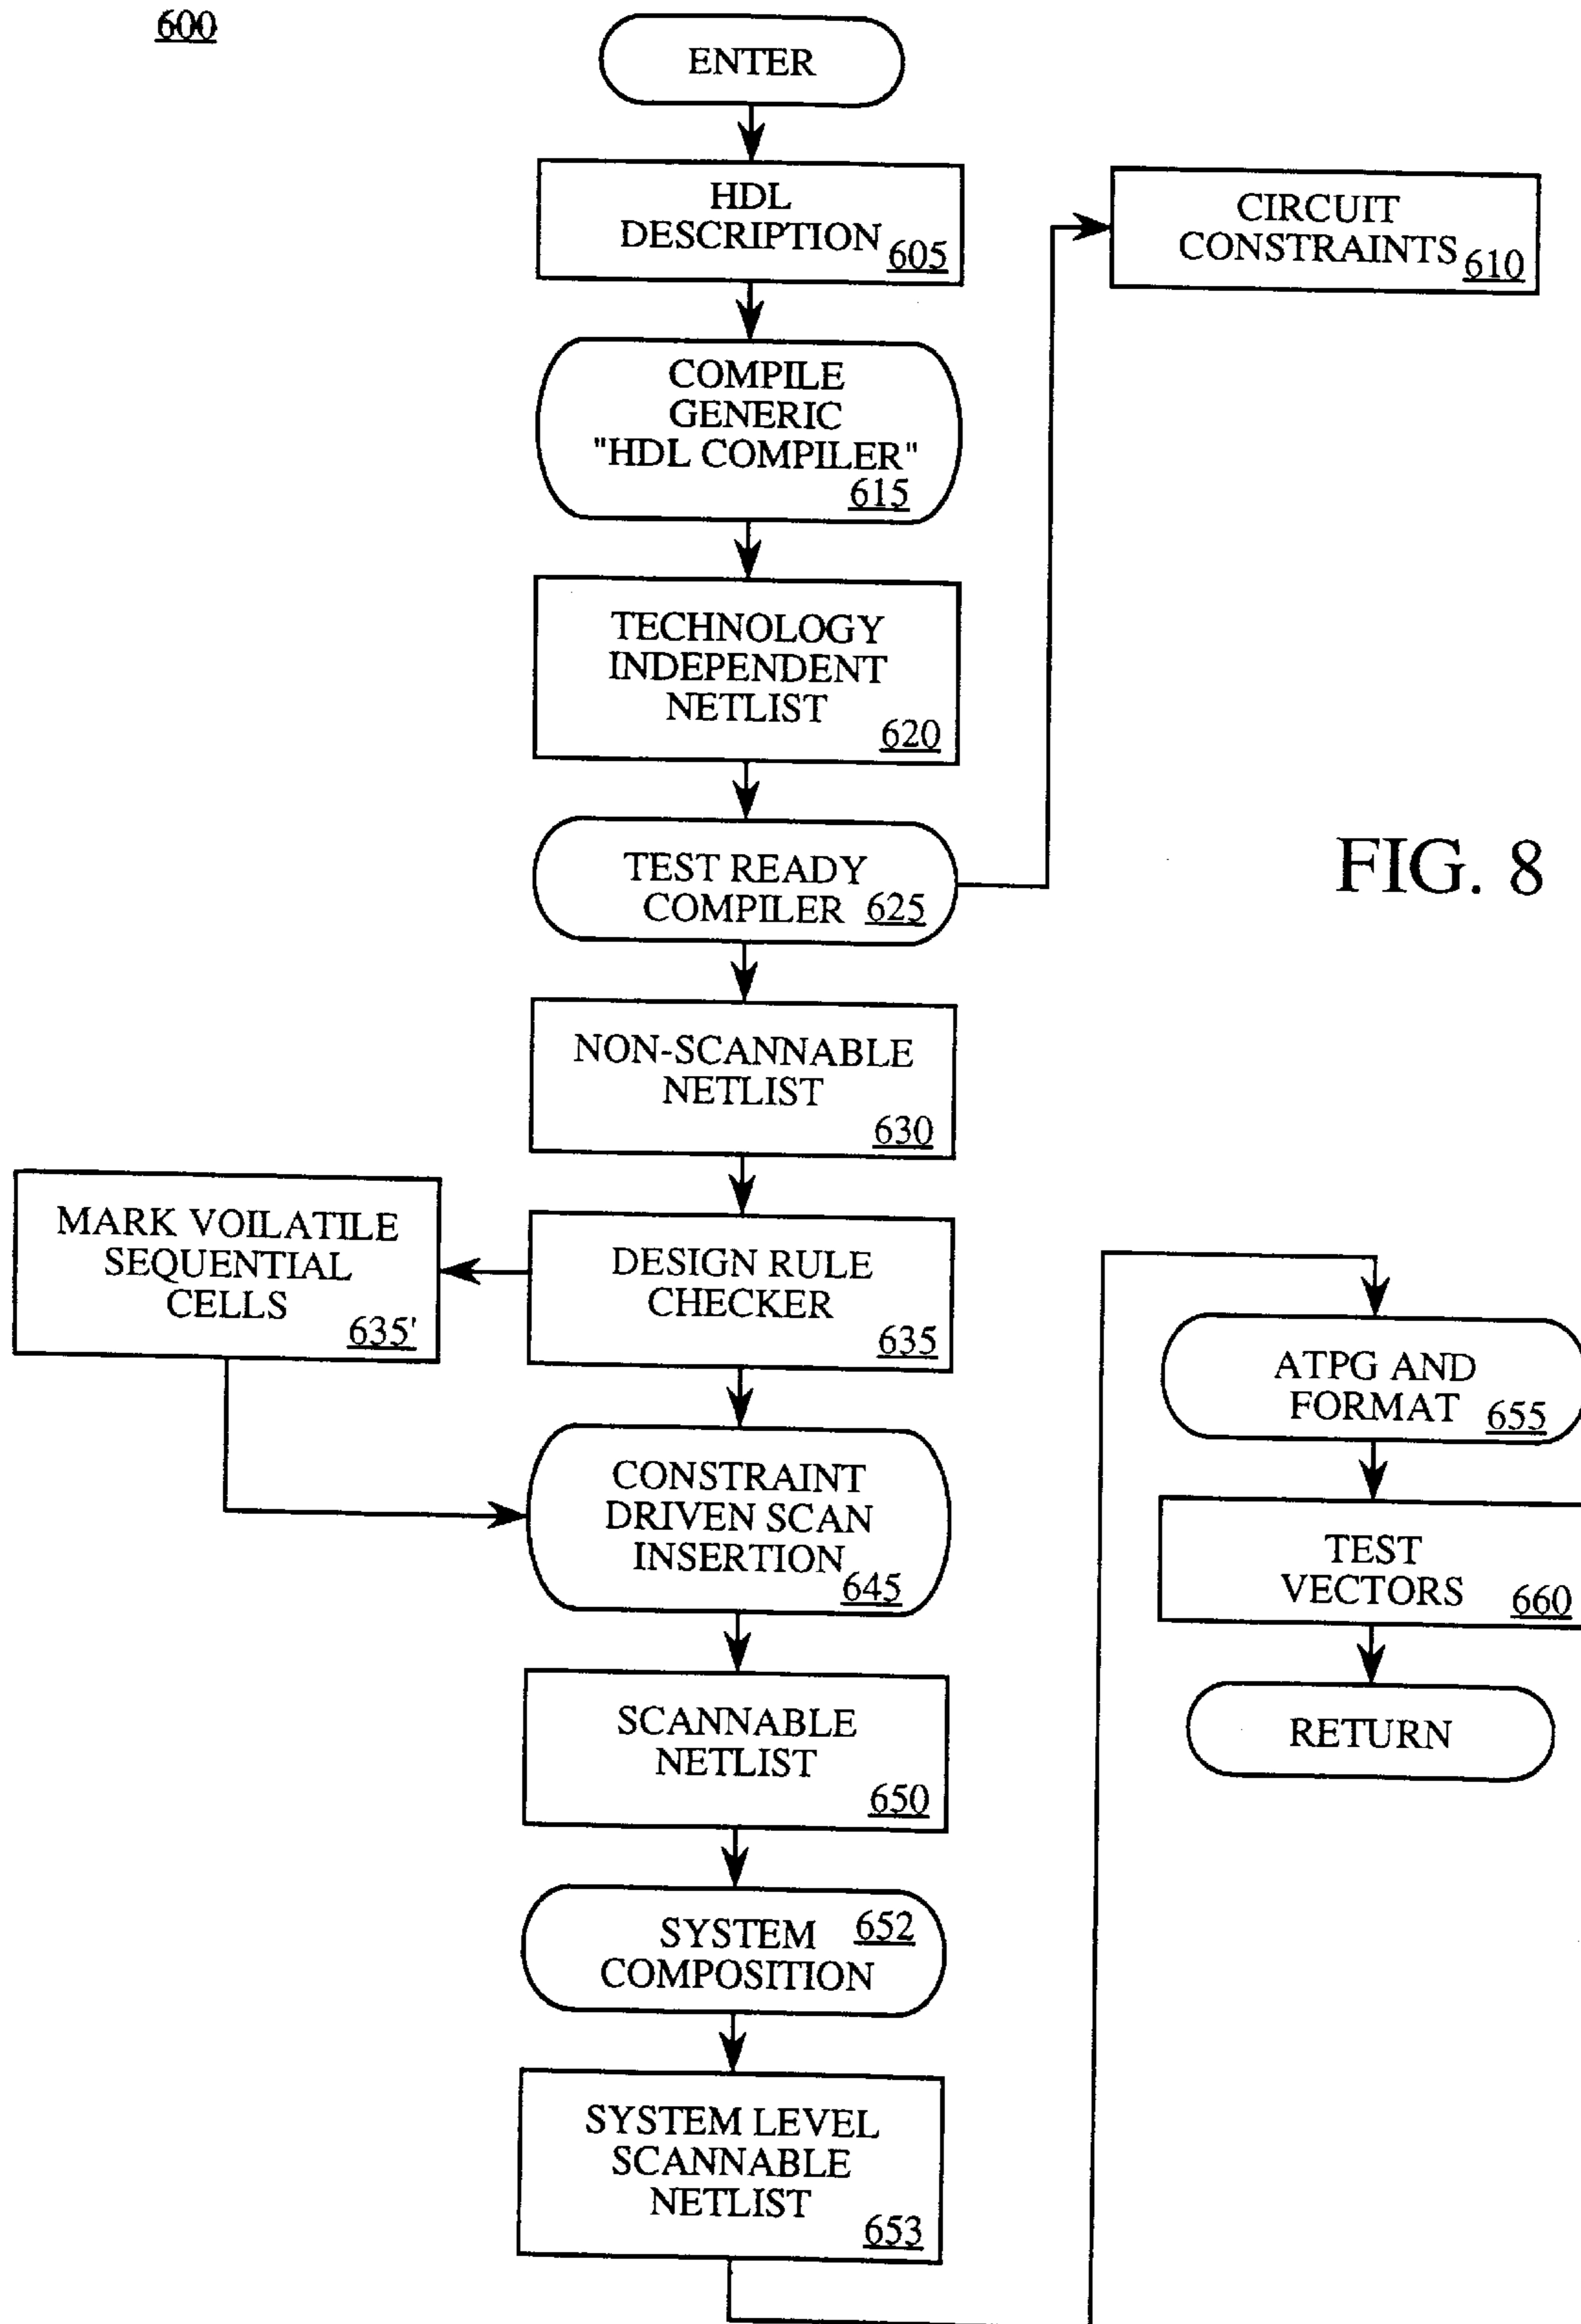 600
ENTER
HDL
DESCRIPTION
605
CIRCUIT
CONSTRAINTS
610
COMPILE
GENERIC
"HDL COMPILER"
615
TECHNOLOGY
INDEPENDENT
NETLIST
620
TEST READY
COMPILER
625
FIG. 8
NON-SCANNABLE
NETLIST
630
MARK VOILATILE
SEQUENTIAL
CELLS
635'
DESIGN RULE
CHECKER
635
CONSTRAINT
DRIVEN SCAN
INSERTION
645
SCANNABLE
NETLIST
650
SYSTEM
COMPOSITION
652
SYSTEM LEVEL
SCANNABLE
NETLIST
653
ATPG AND
FORMAT
655
TEST
VECTORS
660
RETURN